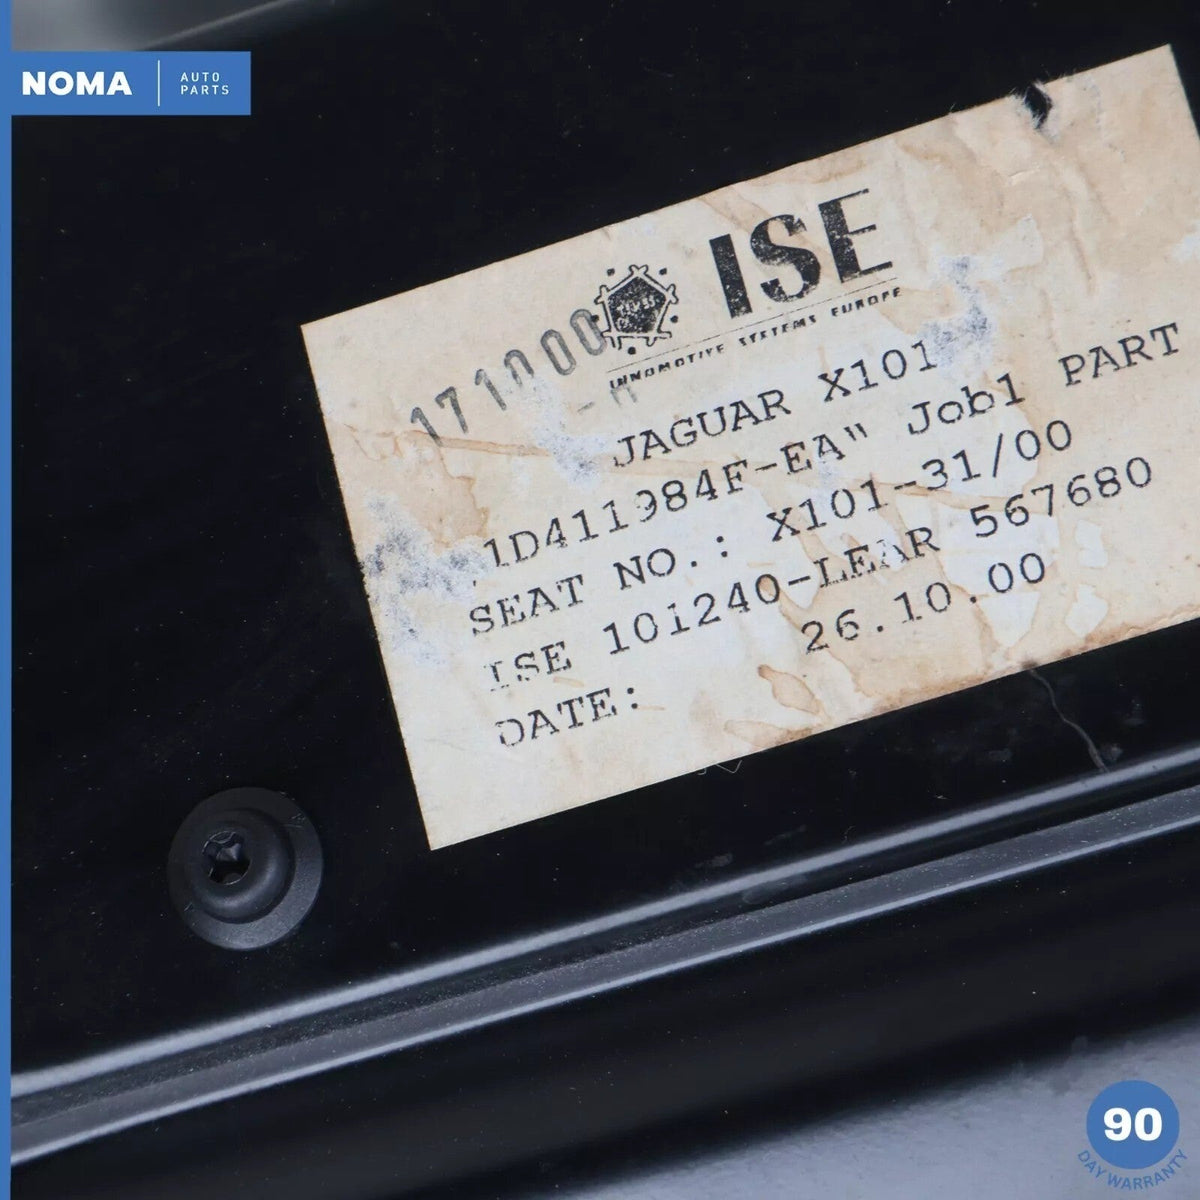 NOMA
AUTO
PARTS
ISE
INNOMOTIVE SYSTEMS EUROPE
171000
JAGUAR X101
1D411984F-EA" Job1 PART
SEAT NO.: X101-31/00
ISE 101240-LEAR 567680
DATE: 26.10.00
90
DAY WARRANTY